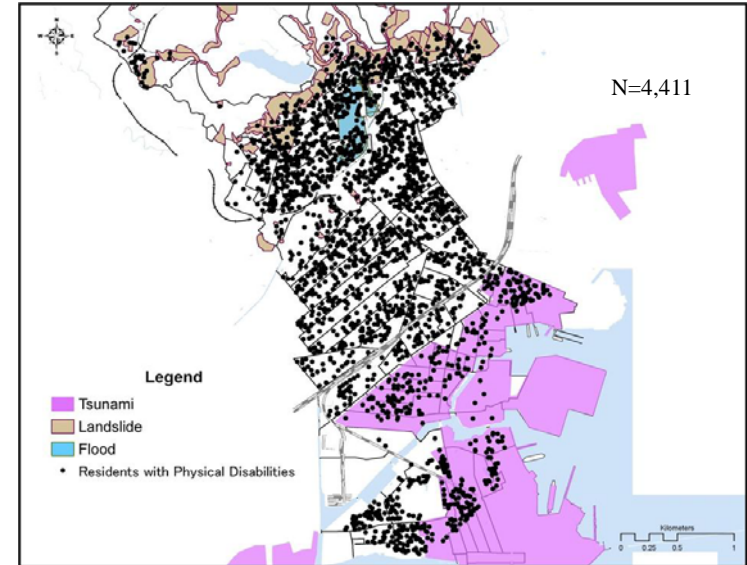 N=4,411
Legend
Tsunami
Landslide
Flood
Residents with Physical Disabilities
Kilometers
0 0.25 0.5 1